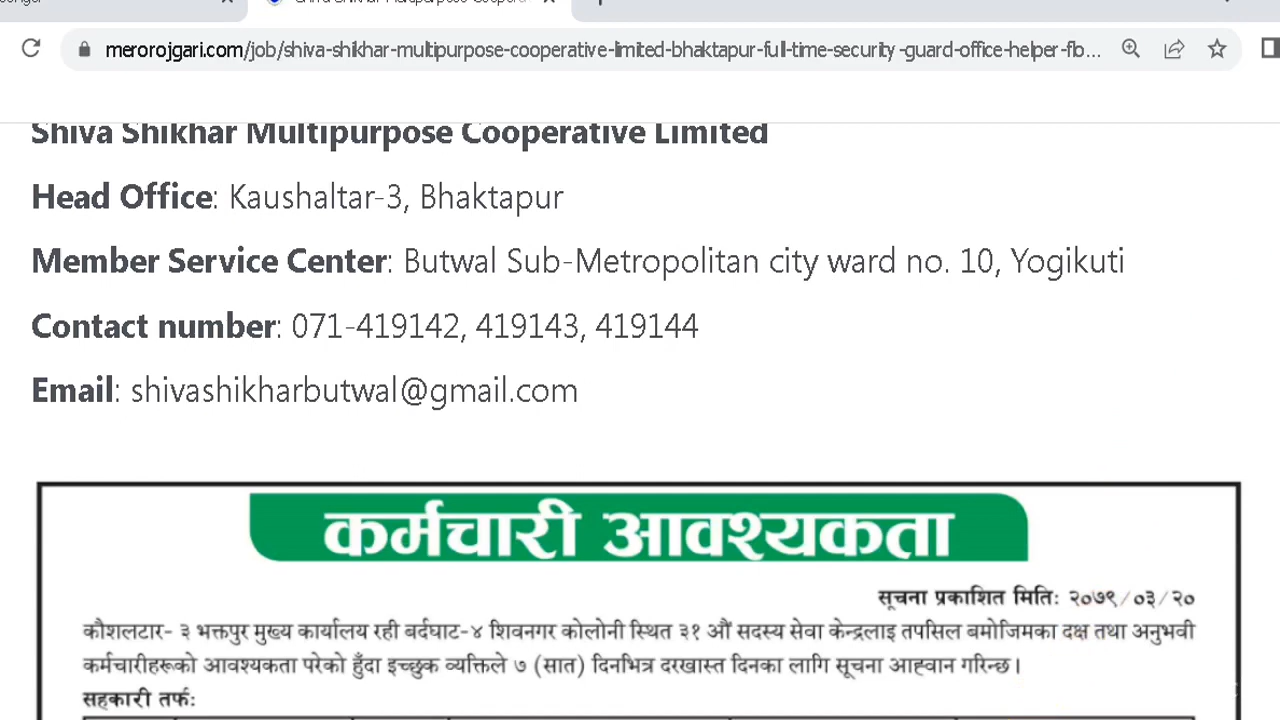 merorojgari.com/job/shiva-shikhar-multipurpose-cooperative-limited-bhaktapur-full-time-security -guard-office-helper-flb...
Shiva Shikhar Multipurpose Cooperative Limited
Head Office: Kaushaltar-3, Bhaktapur
Member Service Center: Butwal Sub-Metropolitan city ward no. 10, Yogikuti
Contact number: 071-419142, 419143, 419144
Email: shivashikharbutwal@gmail.com
कर्मचारी आवश्यकता
सूचना प्रकाशित मितिः २०७९/०३/२०
कौशलटार- ३ भक्तपुर मुख्य कार्यालय रही बर्दघाट-४ शिवनगर कोलोनी स्थित ३१ औं सदस्य सेवा केन्द्रलाइ तपसिल बमोजिमका दक्ष तथा अनुभवी
कर्मचारीहरूको आवश्यकता परेको हुँदा इच्छुक व्यक्तिले ७ (सात) दिनभित्र दरखास्त दिनका लागि सूचना आह्वान गरिन्छ।
सहकारी तर्फः